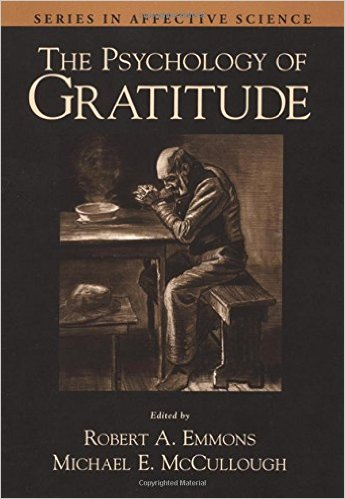 SERIES IN AFFECTIVE SCIENCE
THE PSYCHOLOGY OF
GRATITUDE
Edited by
ROBERT A. EMMONS
MICHAEL E. MCCULLOUGH